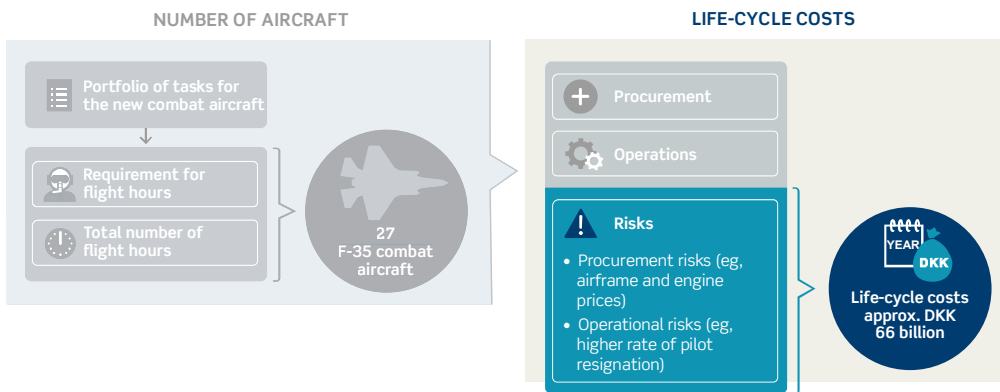 NUMBER OF AIRCRAFT
Portfolio of tasks for
the new combat aircraft
Requirement for
flight hours
Total number of
flight hours
27
F-35 combat
aircraft
LIFE-CYCLE COSTS
Procurement
Operations
Risks
• Procurement risks (eg,
airframe and engine
prices)
• Operational risks (eg,
higher rate of pilot
resignation)
YEAR
DKK
Life-cycle costs
approx. DKK
66 billion